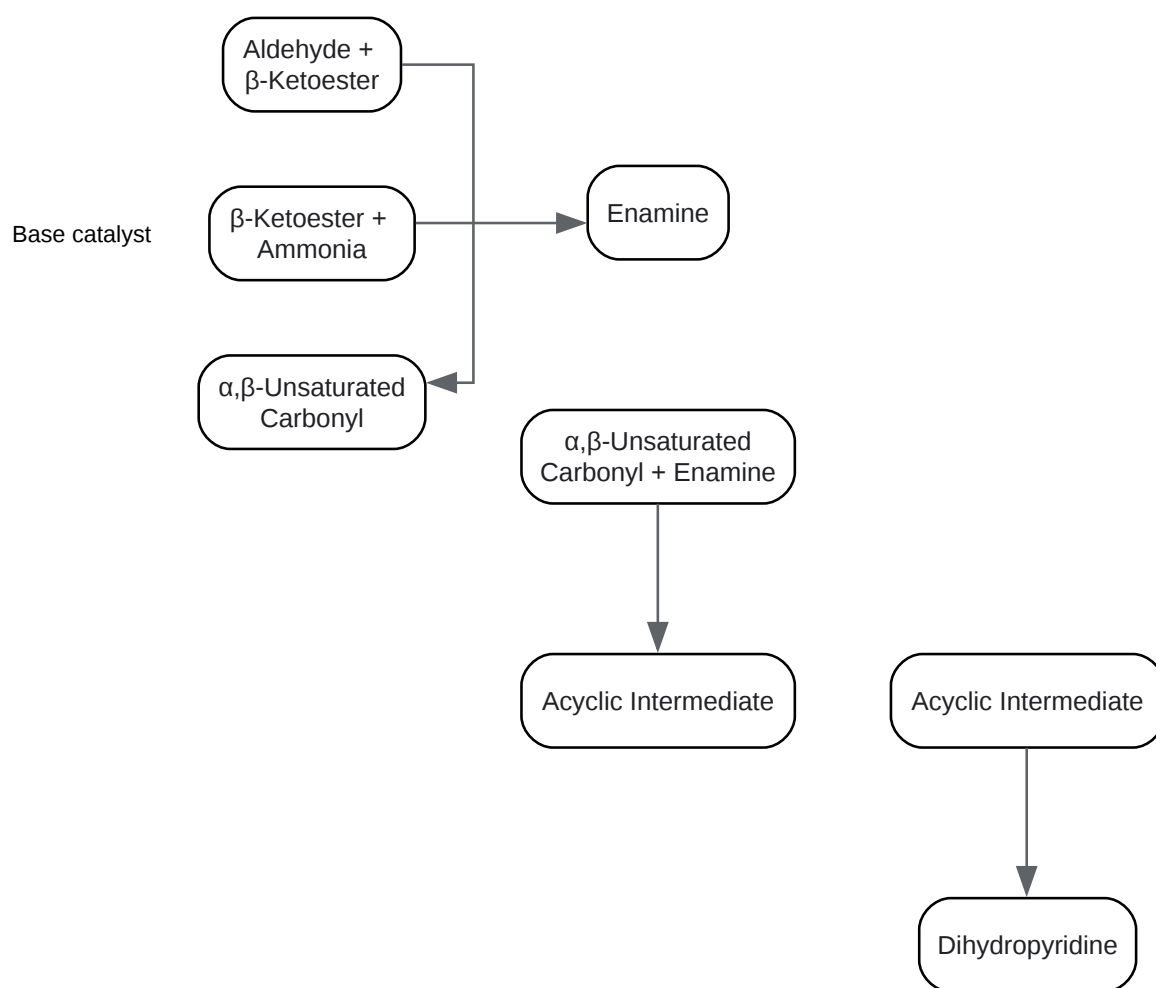 Aldehyde +
β-Ketoester
Base catalyst
β-Ketoester +
Ammonia
Enamine
α,β-Unsaturated
Carbonyl
α,β-Unsaturated
Carbonyl + Enamine
Acyclic Intermediate
Acyclic Intermediate
Dihydropyridine